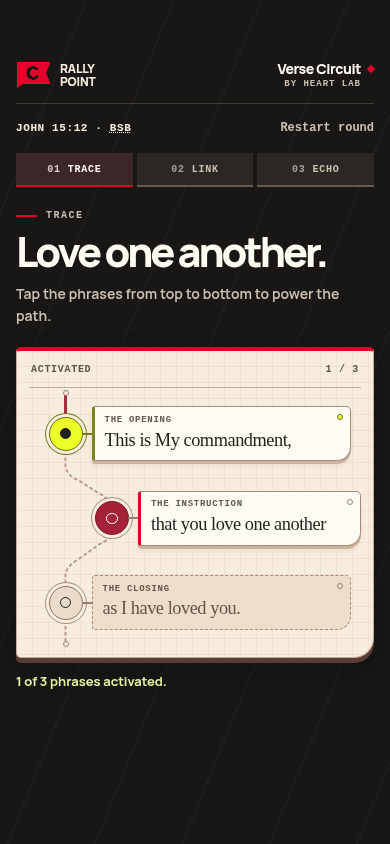 C RALLY
POINT
Verse Circuit
BY HEART LAB
JOHN 15:12 · BSB
Restart round
01 TRACE
02 LINK
03 ECHO
TRACE
Love one another.
Tap the phrases from top to bottom to power the
path.
ACTIVATED
1 / 3
THE OPENING
This is My commandment,
THE INSTRUCTION
that you love one another
THE CLOSING
as I have loved you.
1 of 3 phrases activated.